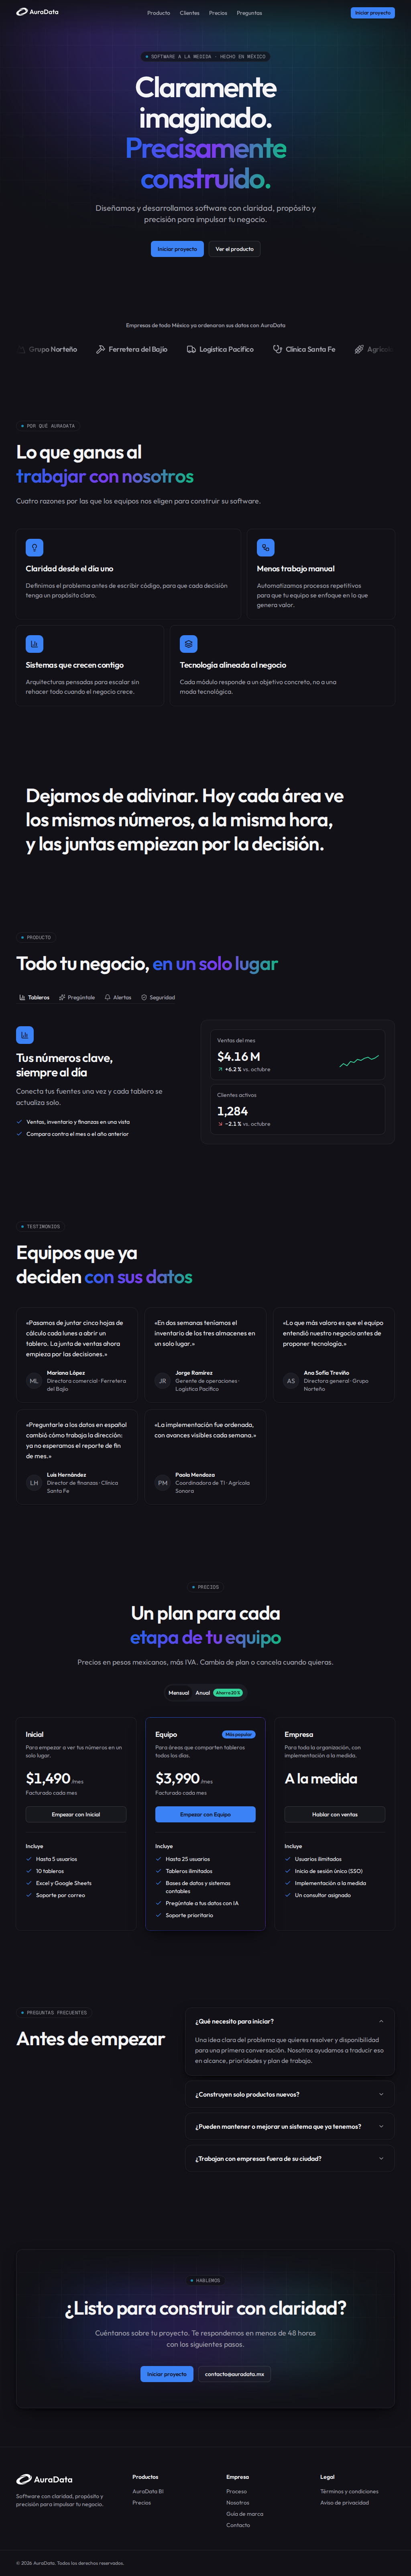 AuraData
Producto Clientes Precios Preguntas
Iniciar proyecto
SOFTWARE A LA MEDIDA · HECHO EN MÉXICO
Claramente
imaginado.
Precisamente
construido.
Diseñamos y desarrollamos software con claridad, propósito y
precisión para impulsar tu negocio.
Iniciar proyecto Ver el producto
Empresas de todo México ya ordenaron sus datos con AuraData
Grupo Norteño Ferretera del Bajío Logística Pacífico Clínica Santa Fe
POR QUÉ AURADATA
Lo que ganas al
trabajar con nosotros
Cuatro razones por las que los equipos nos eligen para construir su software.
Claridad desde el día uno
Definimos el problema antes de escribir código, para que cada decisión
tenga un propósito claro.
Menos trabajo manual
Automatizamos procesos repetitivos
para que tu equipo se enfoque en lo que
genera valor.
Sistemas que crecen contigo
Arquitecturas pensadas para escalar sin
rehacer todo cuando el negocio crece.
Tecnología alineada al negocio
Cada módulo responde a un objetivo concreto, no a una
moda tecnológica.
Dejamos de adivinar. Hoy cada área ve
los mismos números, a la misma hora,
y las juntas empiezan por la decisión.
PRODUCTO
Todo tu negocio, en un solo lugar
Tableros Pregúntale Alertas Seguridad
Tus números clave,
siempre al día
Conecta tus fuentes una vez y cada tablero se
actualiza solo.
Ventas, inventario y finanzas en una vista
Compara contra el mes o el año anterior
Ventas del mes
$4.16 M
+6.2 % vs. octubre
Clientes activos
1,284
−2.1 % vs. octubre
TESTIMONIOS
Equipos que ya
deciden con sus datos
«Pasamos de juntar cinco hojas de
cálculo cada lunes a abrir un
tablero. La junta de ventas ahora
empieza por las decisiones.»
ML
Mariana López
Directora comercial · Ferretera
del Bajío
«En dos semanas teníamos el
inventario de los tres almacenes en
un solo lugar.»
JR
Jorge Ramírez
Gerente de operaciones ·
Logística Pacífico
«Lo que más valoro es que el equipo
entendió nuestro negocio antes de
proponer tecnología.»
AS
Ana Sofía Treviño
Directora general · Grupo
Norteño
«Preguntarle a los datos en español
cambió cómo trabaja la dirección:
ya no esperamos el reporte de fin
de mes.»
LH
Luis Hernández
Director de finanzas · Clínica
Santa Fe
«La implementación fue ordenada,
con avances visibles cada semana.»
PM
Paola Mendoza
Coordinadora de TI · Agrícola
Sonora
PRECIOS
Un plan para cada
etapa de tu equipo
Precios en pesos mexicanos, más IVA. Cambia de plan o cancela cuando quieras.
Mensual Anual Ahorra 20 %
Inicial
Para empezar a ver tus números en un
solo lugar.
$1,490 /mes
Facturado cada mes
Empezar con Inicial
Incluye
Hasta 5 usuarios
10 tableros
Excel y Google Sheets
Soporte por correo
Equipo
Más popular
Para áreas que comparten tableros
todos los días.
$3,990 /mes
Facturado cada mes
Empezar con Equipo
Incluye
Hasta 25 usuarios
Tableros ilimitados
Bases de datos y sistemas
contables
Pregúntale a tus datos con IA
Soporte prioritario
Empresa
Para toda la organización, con
implementación a la medida.
A la medida
Hablar con ventas
Incluye
Usuarios ilimitados
Inicio de sesión único (SSO)
Implementación a la medida
Un consultor asignado
PREGUNTAS FRECUENTES
Antes de empezar
¿Qué necesito para iniciar?
Una idea clara del problema que quieres resolver y disponibilidad
para una primera conversación. Nosotros ayudamos a traducir eso
en alcance, prioridades y plan de trabajo.
¿Construyen solo productos nuevos?
¿Pueden mantener o mejorar un sistema que ya tenemos?
¿Trabajan con empresas fuera de su ciudad?
HABLEMOS
¿Listo para construir con claridad?
Cuéntanos sobre tu proyecto. Te respondemos en menos de 48 horas
con los siguientes pasos.
Iniciar proyecto contacto@auradata.mx
AuraData
Software con claridad, propósito y
precisión para impulsar tu negocio.
Productos
AuraData BI
Precios
Empresa
Proceso
Nosotros
Guía de marca
Contacto
Legal
Términos y condiciones
Aviso de privacidad
© 2026 AuraData. Todos los derechos reservados.